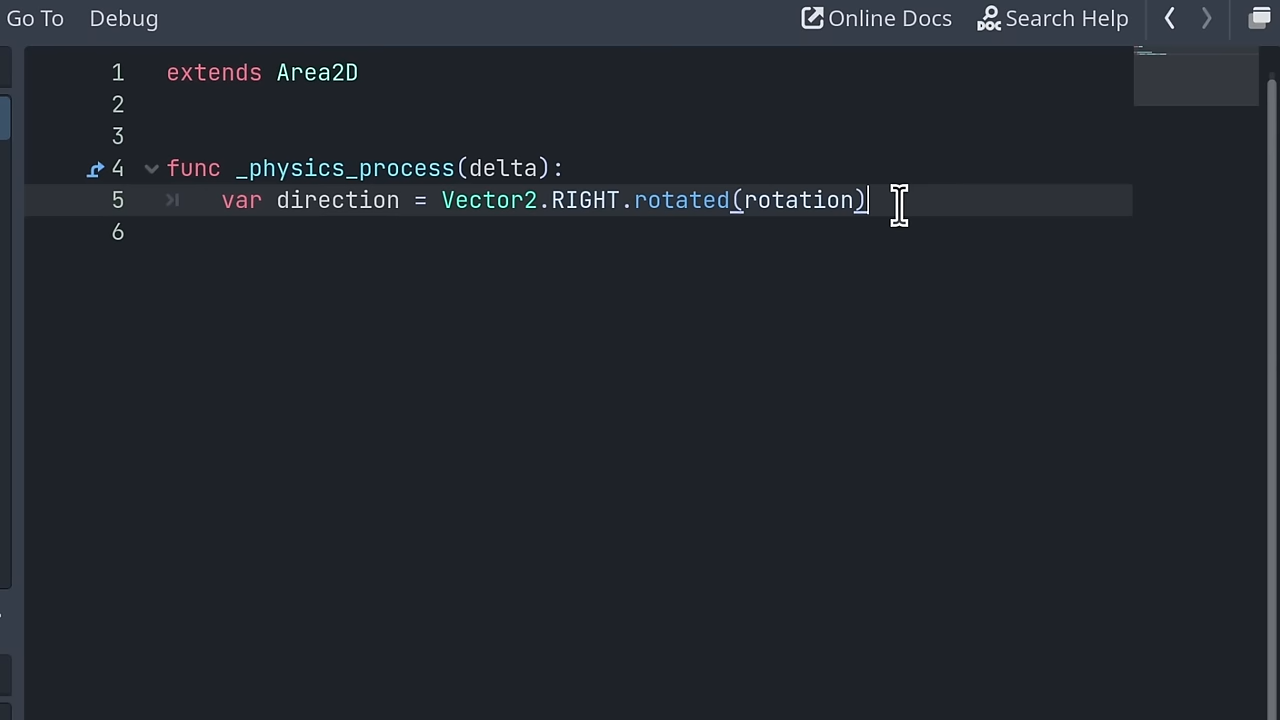 Go To Debug Online Docs DOC Search Help
1 extends Area2D
2
3
4 func _physics_process(delta):
5 var direction = Vector2.RIGHT.rotated(rotation)
6